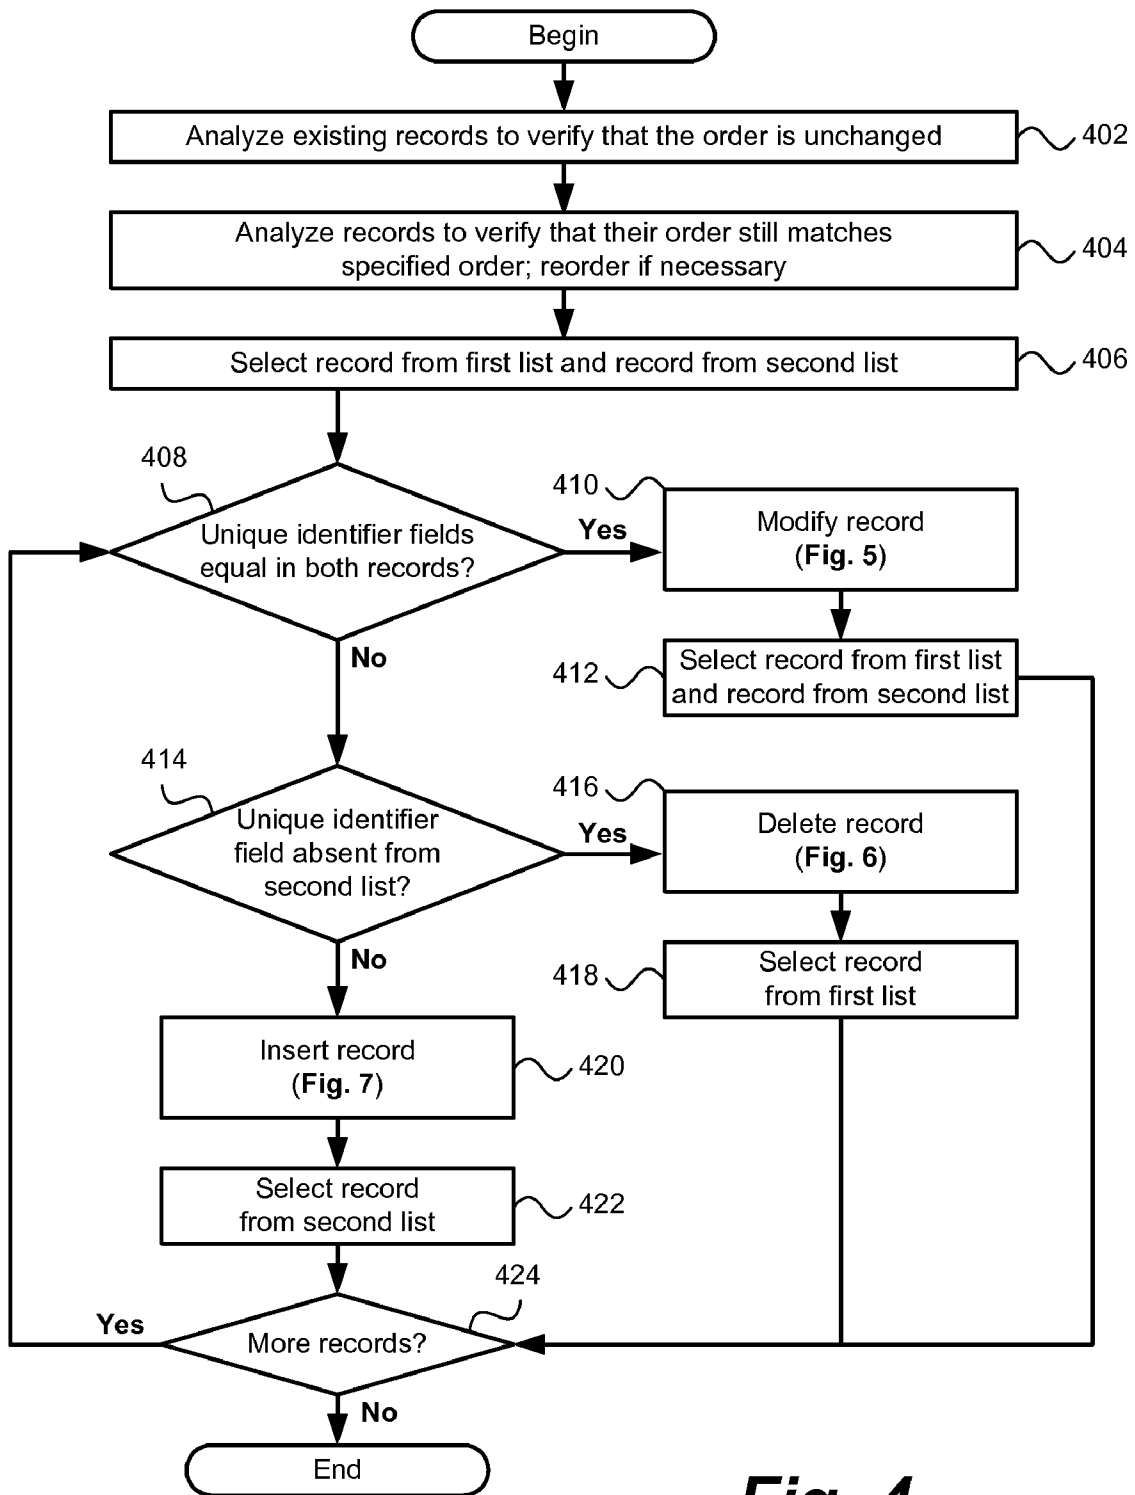 Begin
Analyze existing records to verify that the order is unchanged
402
Analyze records to verify that their order still matches
specified order; reorder if necessary
404
Select record from first list and record from second list
406
408
Unique identifier fields
equal in both records?
Yes
410
Modify record
(Fig. 5)
No
412
Select record from first list
and record from second list
414
Unique identifier
field absent from
second list?
Yes
416
Delete record
(Fig. 6)
No
418
Select record
from first list
Insert record
(Fig. 7)
420
Select record
from second list
422
424
Yes
More records?
No
End
Fig. 4